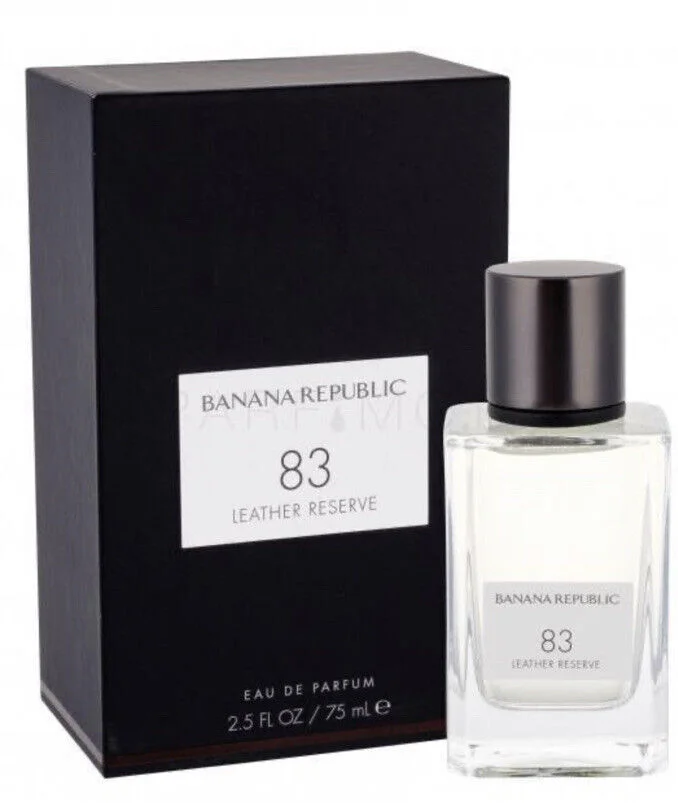 BANANA REPUBLIC
83
LEATHER RESERVE
EAU DE PARFUM
2.5 FL OZ / 75 mL ℮
BANANA REPUBLIC
83
LEATHER RESERVE